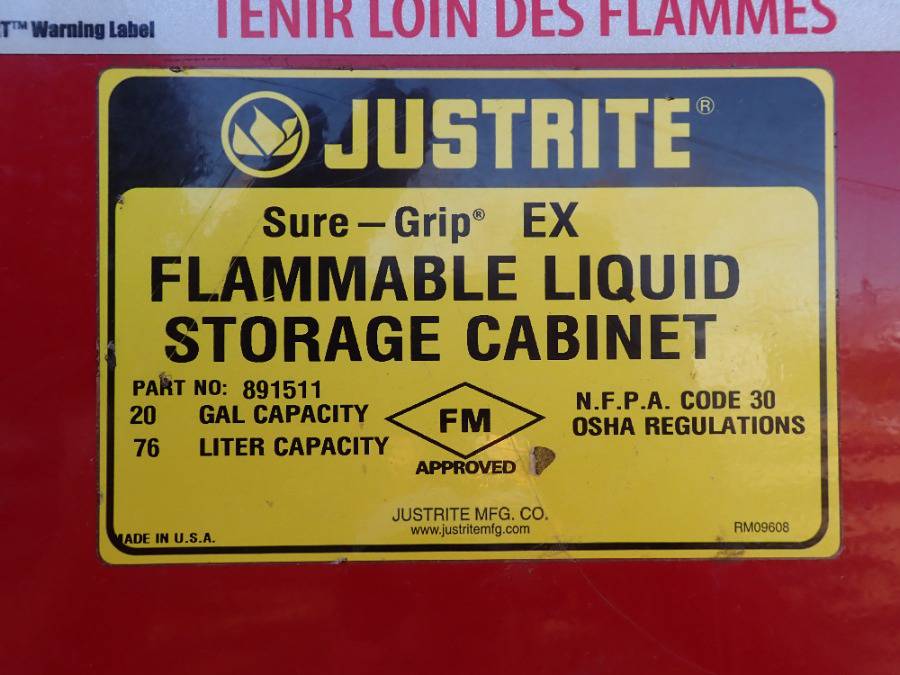 Warning Label
TENIR LOIN DES FLAMMES
JUSTRITE®
Sure-Grip® EX
FLAMMABLE LIQUID
STORAGE CABINET
PART NO: 891511
20 GAL CAPACITY
76 LITER CAPACITY
FM
APPROVED
N.F.P.A. CODE 30
OSHA REGULATIONS
JUSTRITE MFG. CO.
www.justritemfg.com
MADE IN U.S.A.
RM09608